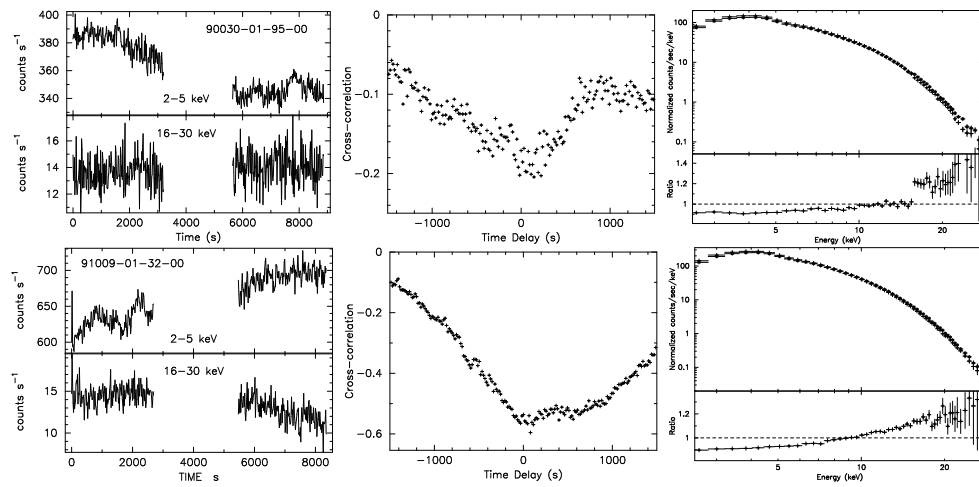 90030-01-95-00
counts s⁻¹
400
380
360
340
2-5 keV
16-30 keV
counts s⁻¹
16
14
12
0 2000 4000 6000 8000
Time (s)
0
-0.1
-0.2
Cross-correlation
-1000 0 1000
Time Delay (s)
Normalized counts/sec/keV
100
10
1
0.1
Ratio
1.4
1.2
1
5 10 20
Energy (keV)
91009-01-32-00
counts s⁻¹
700
650
600
2-5 keV
16-30 keV
counts s⁻¹
15
10
0 2000 4000 6000 8000
TIME s
0
-0.2
-0.4
-0.6
Cross-correlation
-1000 0 1000
Time Delay (s)
Normalized counts/sec/keV
100
10
1
0.1
Ratio
1.2
1
5 10 20
Energy (keV)